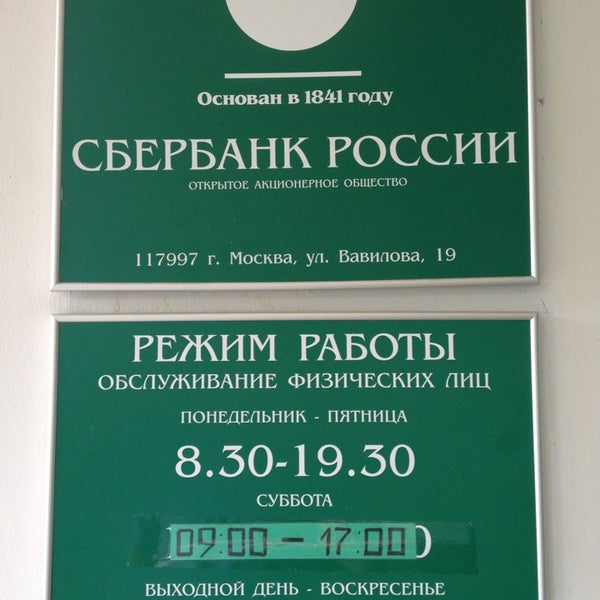 Основан в 1841 году
СБЕРБАНК РОССИИ
ОТКРЫТОЕ АКЦИОНЕРНОЕ ОБЩЕСТВО
117997 г. Москва, ул. Вавилова, 19
РЕЖИМ РАБОТЫ
ОБСЛУЖИВАНИЕ ФИЗИЧЕСКИХ ЛИЦ
ПОНЕДЕЛЬНИК - ПЯТНИЦА
8.30-19.30
СУББОТА
09:00 — 17:00
ВЫХОДНОЙ ДЕНЬ - ВОСКРЕСЕНЬЕ